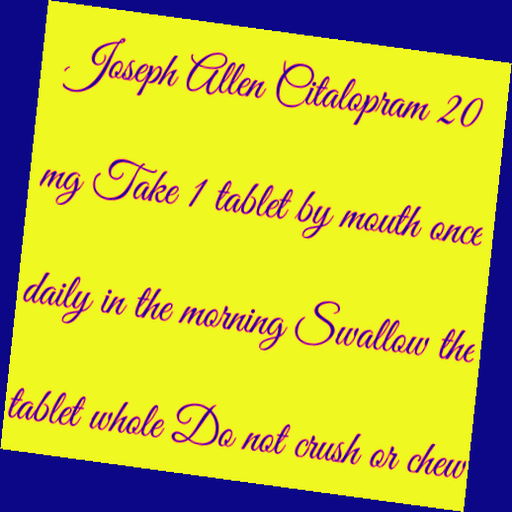 Joseph Allen Citalopram 20
mg Take 1 tablet by mouth once
daily in the morning Swallow the
tablet whole Do not crush or chew